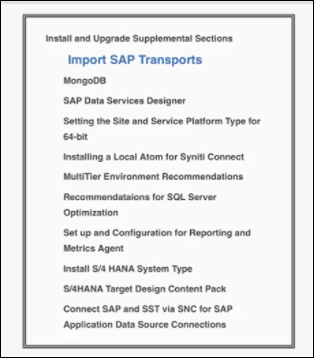 Install and Upgrade Supplemental Sections
Import SAP Transports
MongoDB
SAP Data Services Designer
Setting the Site and Service Platform Type for
64-bit
Installing a Local Atom for Syniti Connect
MultiTier Environment Recommendations
Recommendataions for SQL Server
Optimization
Set up and Configuration for Reporting and
Metrics Agent
Install S/4 HANA System Type
S/4HANA Target Design Content Pack
Connect SAP and SST via SNC for SAP
Application Data Source Connections